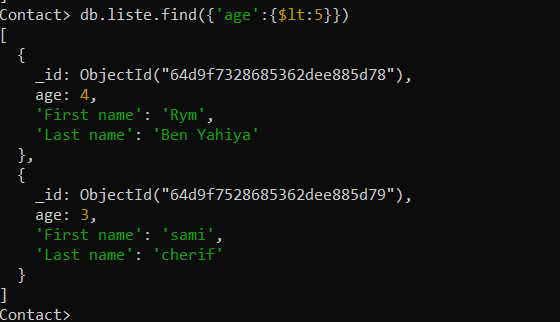 Contact> db.liste.find({'age':{$lt:5}})
[
  {
    _id: ObjectId("64d9f7328685362dee885d78"),
    age: 4,
    'First name': 'Rym',
    'Last name': 'Ben Yahiya'
  },
  {
    _id: ObjectId("64d9f7528685362dee885d79"),
    age: 3,
    'First name': 'sami',
    'Last name': 'cherif'
  }
]
Contact>